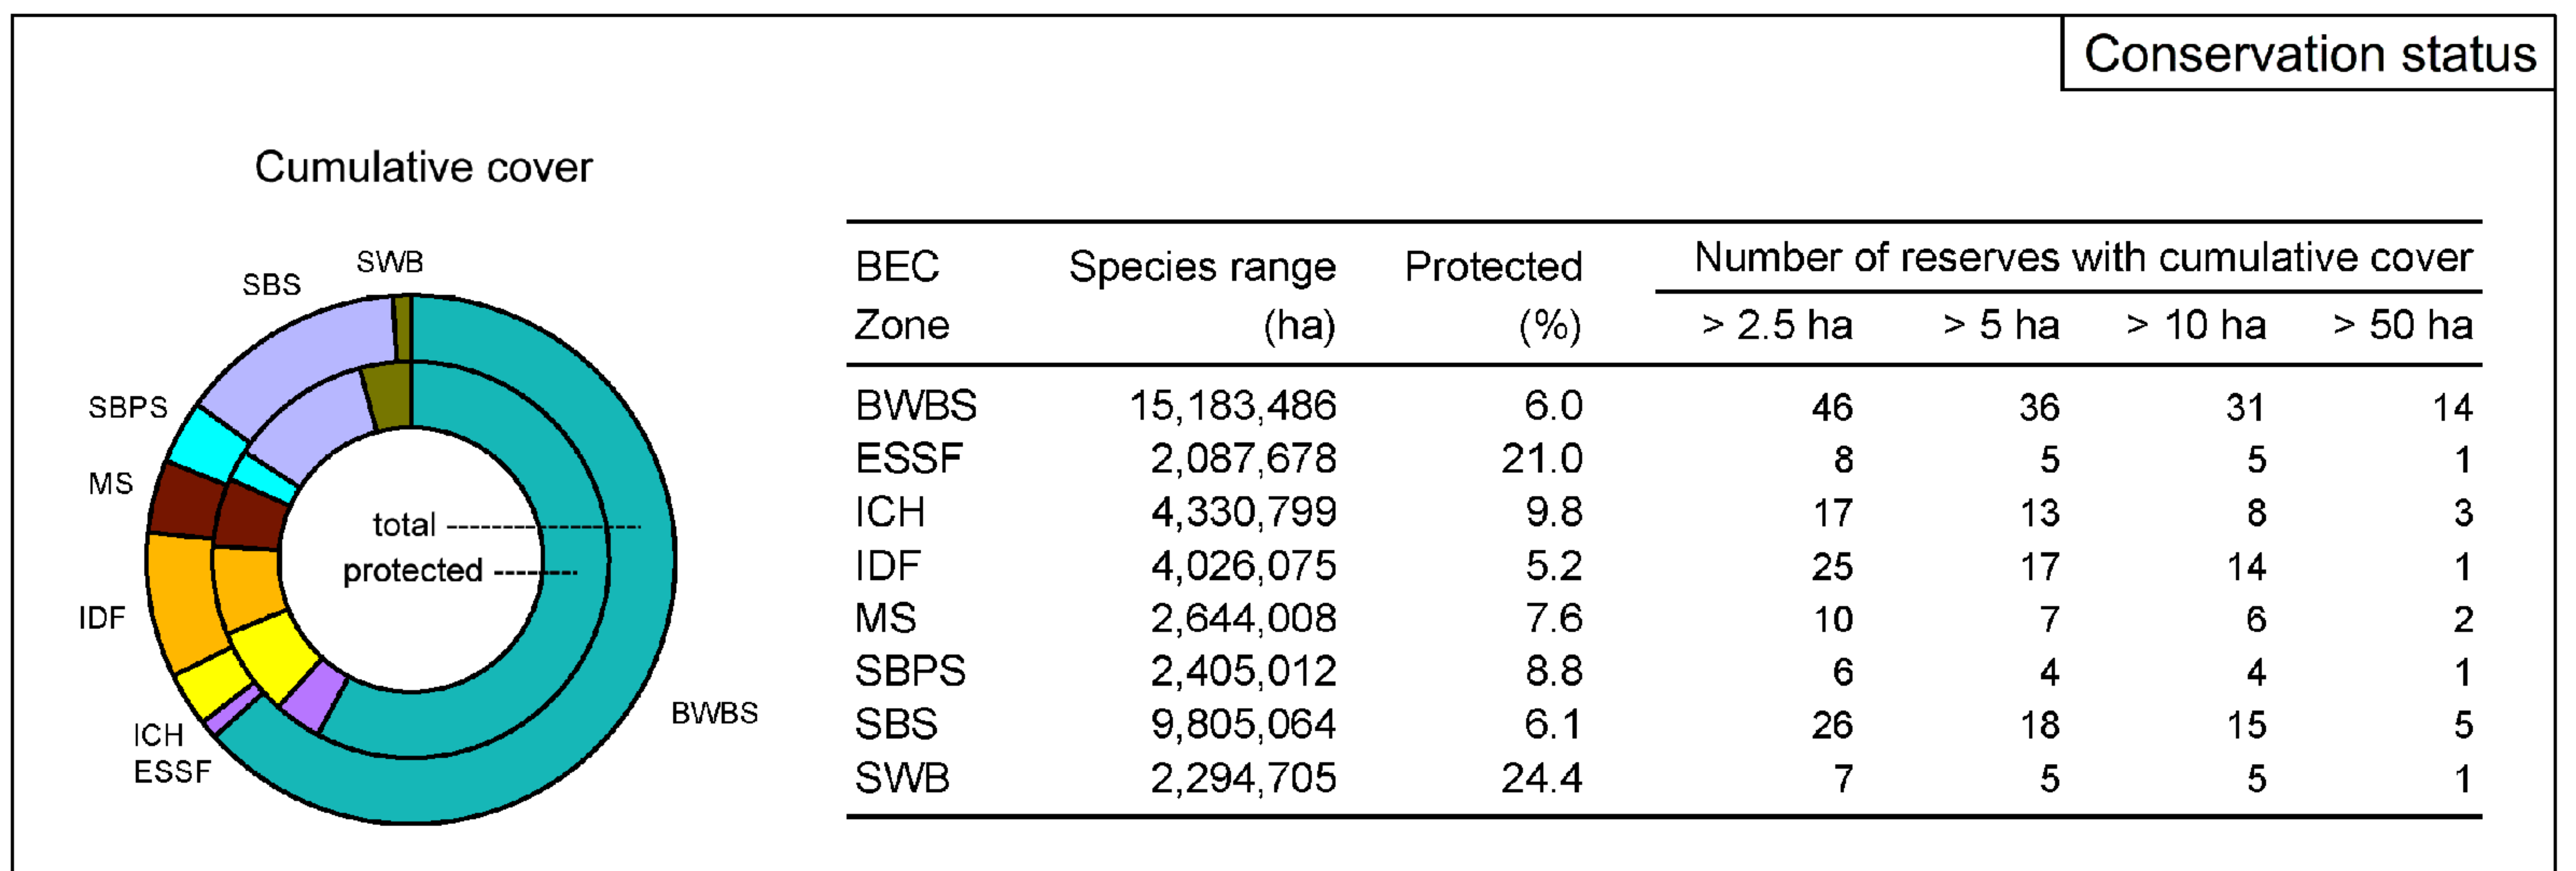 Conservation status
Cumulative cover
SWB
SBS
SBPS
MS
IDF
ICH
ESSF
BWBS
total
protected
BEC Zone Species range (ha) Protected (%) Number of reserves with cumulative cover
> 2.5 ha > 5 ha > 10 ha > 50 ha
BWBS 15,183,486 6.0 46 36 31 14
ESSF 2,087,678 21.0 8 5 5 1
ICH 4,330,799 9.8 17 13 8 3
IDF 4,026,075 5.2 25 17 14 1
MS 2,644,008 7.6 10 7 6 2
SBPS 2,405,012 8.8 6 4 4 1
SBS 9,805,064 6.1 26 18 15 5
SWB 2,294,705 24.4 7 5 5 1